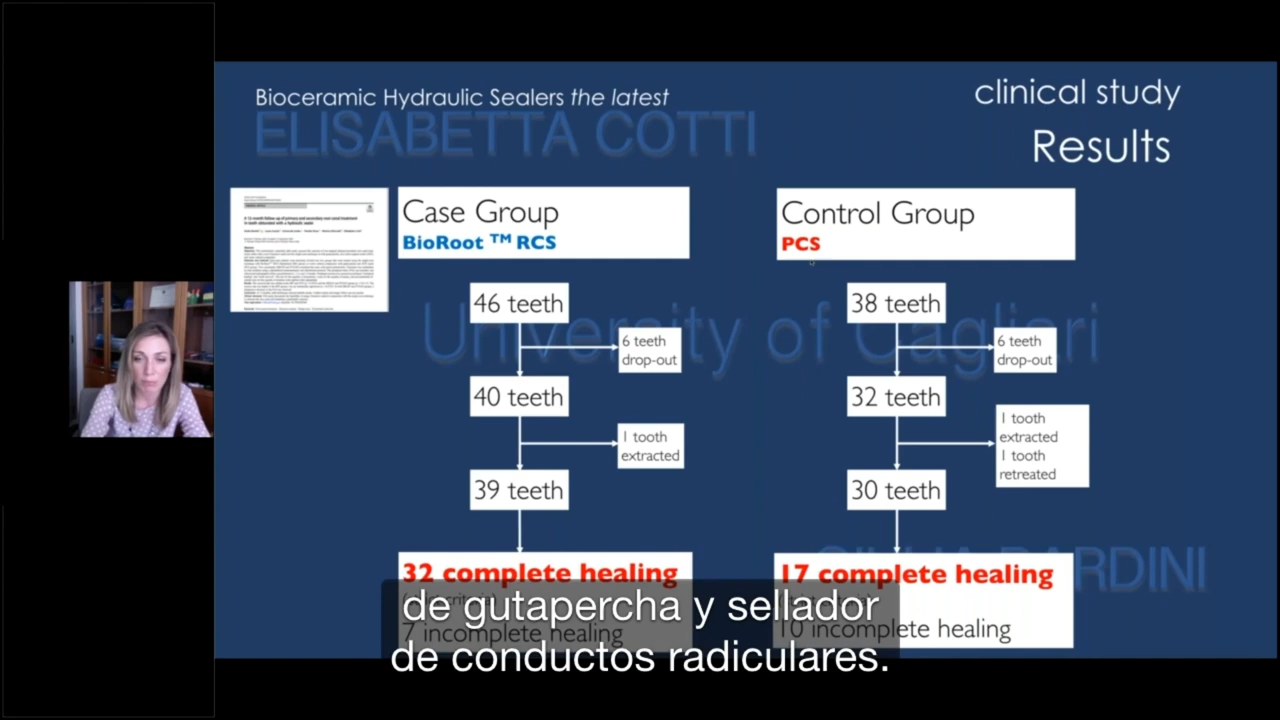 Bioceramic Hydraulic Sealers the latest
clinical study
ELISABETTA COTTI
Results
Case Group
BioRoot ™ RCS
Control Group
PCS
46 teeth
38 teeth
University of Cagliari
6 teeth
drop-out
6 teeth
drop-out
40 teeth
32 teeth
1 tooth
extracted
1 tooth
extracted
1 tooth
retreated
39 teeth
30 teeth
32 complete healing
17 complete healing
7 incomplete healing
10 incomplete healing
de gutapercha y sellador
de conductos radiculares.